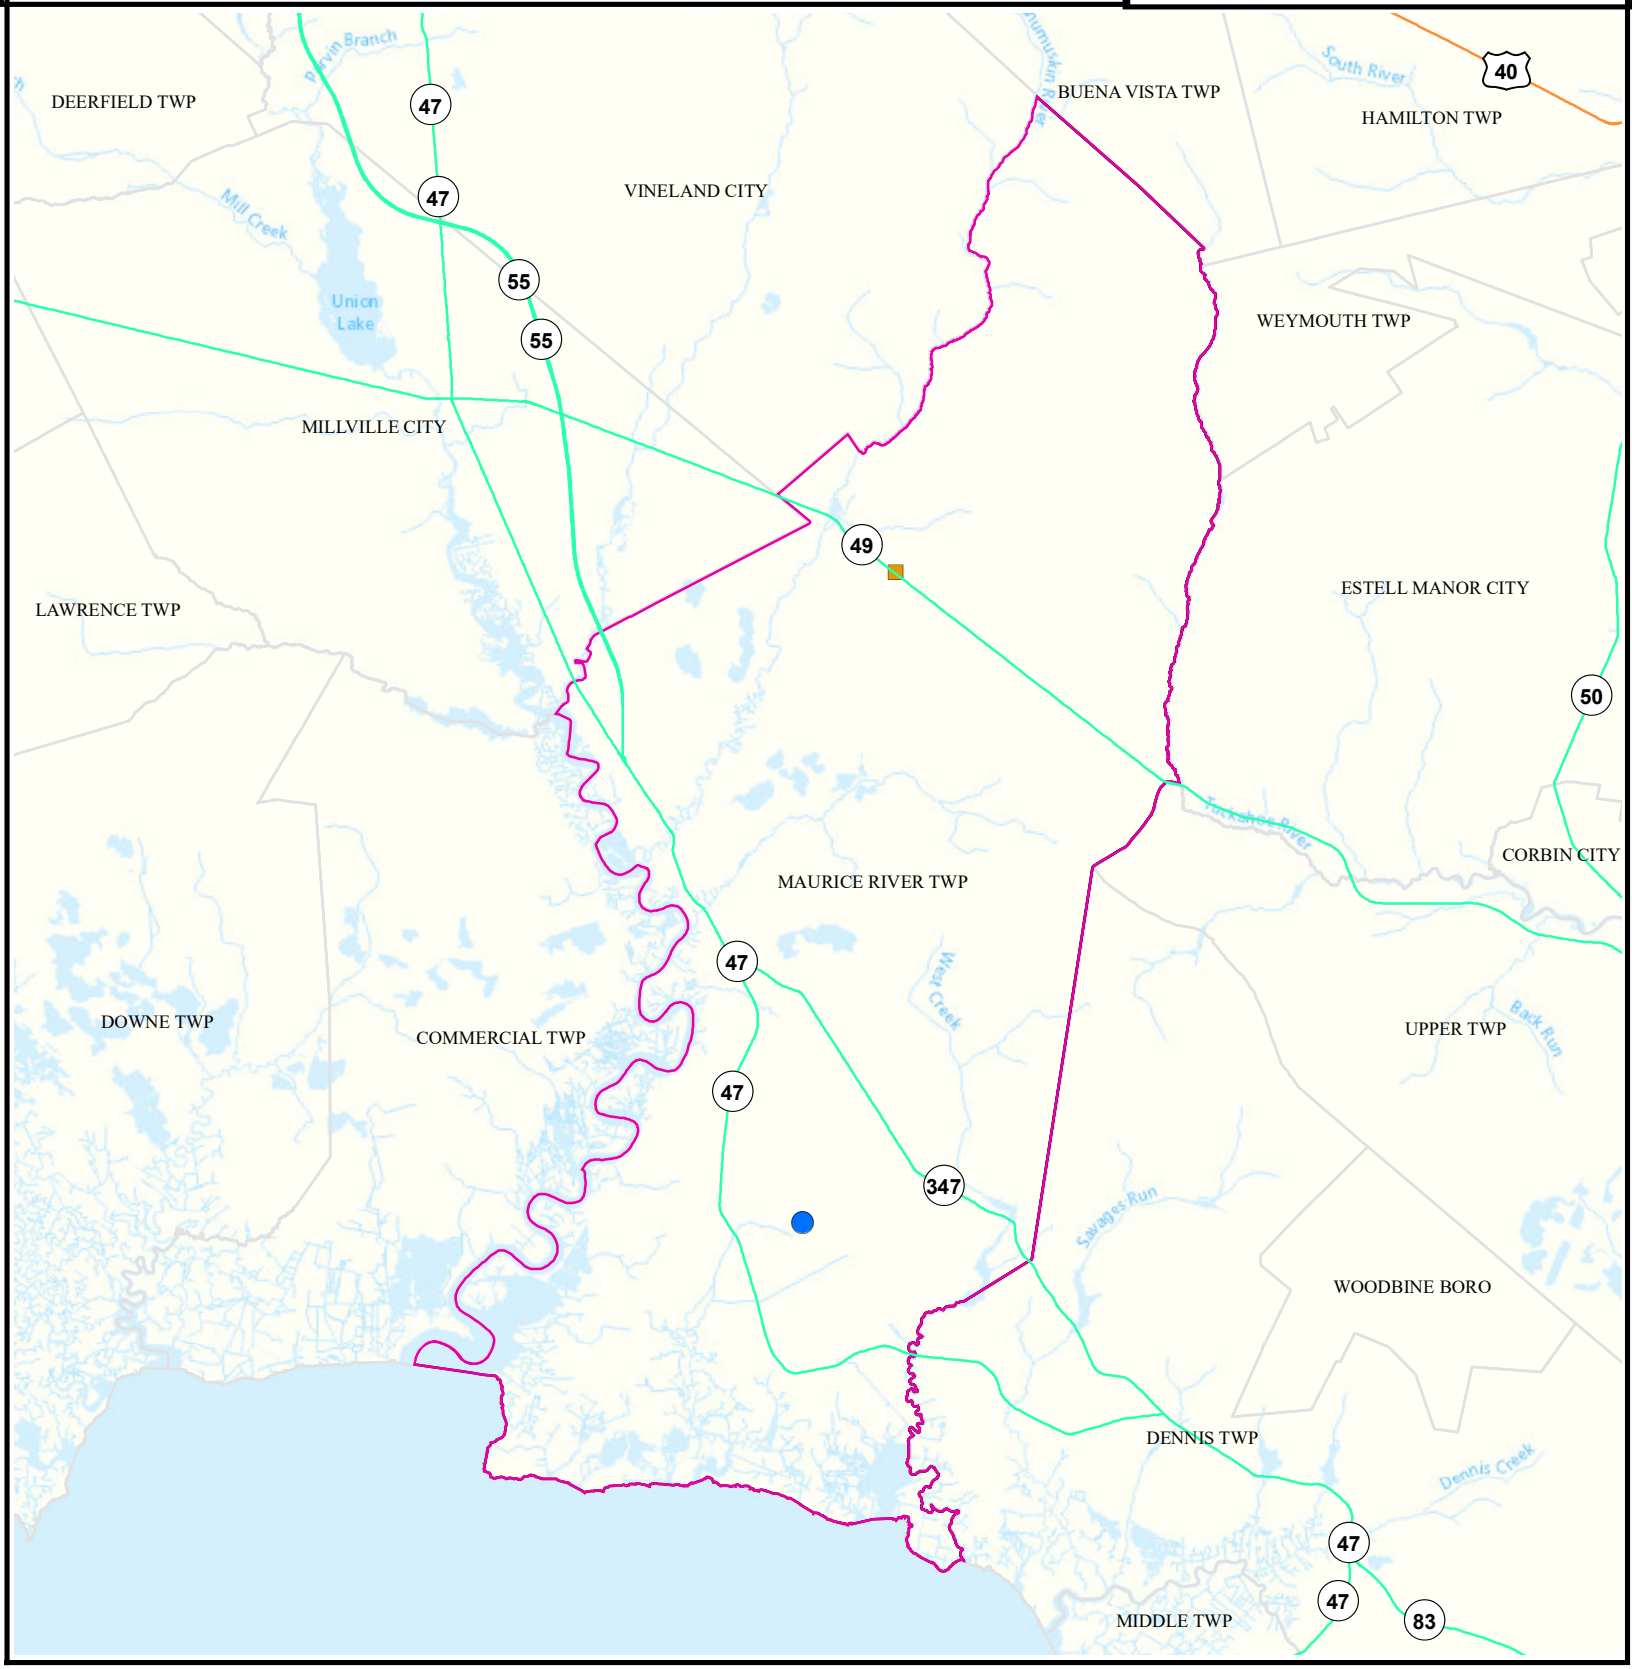 Parvin Branch
South River
40
DEERFIELD TWP
47
BUENA VISTA TWP
HAMILTON TWP
VINELAND CITY
47
Mill Creek
55
Union
Lake
55
WEYMOUTH TWP
MILLVILLE CITY
49
ESTELL MANOR CITY
LAWRENCE TWP
50
Tuckahoe River
CORBIN CITY
MAURICE RIVER TWP
47
West Creek
DOWNE TWP
COMMERCIAL TWP
UPPER TWP
Back Run
47
347
Savages Run
WOODBINE BORO
DENNIS TWP
Dennis Creek
47
47
MIDDLE TWP
83